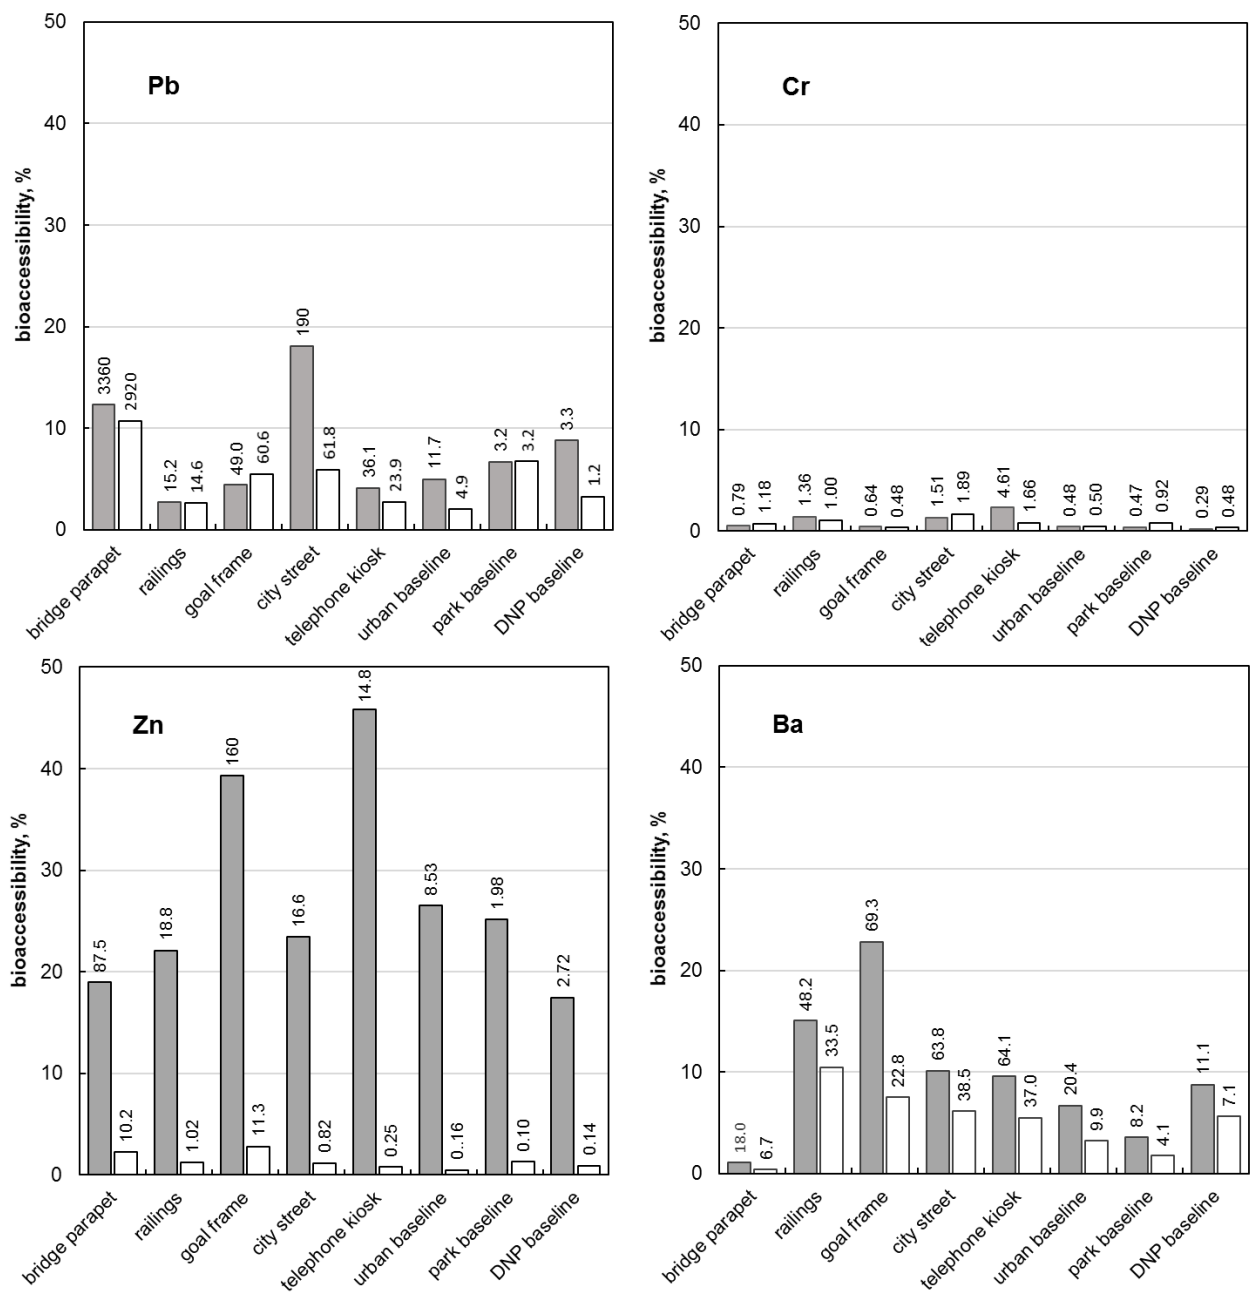 Pb
bioaccessibility, %
50
40
30
20
10
0
3360
2920
15.2
14.6
49.0
60.6
190
61.8
36.1
23.9
11.7
4.9
3.2
3.2
3.3
1.2
bridge parapet
railings
goal frame
city street
telephone kiosk
urban baseline
park baseline
DNP baseline
Cr
bioaccessibility, %
50
40
30
20
10
0
0.79
1.18
1.36
1.00
0.64
0.48
1.51
1.89
4.61
1.66
0.48
0.50
0.47
0.92
0.29
0.48
bridge parapet
railings
goal frame
city street
telephone kiosk
urban baseline
park baseline
DNP baseline
Zn
bioaccessibility, %
50
40
30
20
10
0
87.5
10.2
18.8
1.02
160
11.3
16.6
0.82
14.8
0.25
8.53
0.16
1.98
0.10
2.72
0.14
bridge parapet
railings
goal frame
city street
telephone kiosk
urban baseline
park baseline
DNP baseline
Ba
bioaccessibility, %
50
40
30
20
10
0
18.0
6.7
48.2
33.5
69.3
22.8
63.8
38.5
64.1
37.0
20.4
9.9
8.2
4.1
11.1
7.1
bridge parapet
railings
goal frame
city street
telephone kiosk
urban baseline
park baseline
DNP baseline